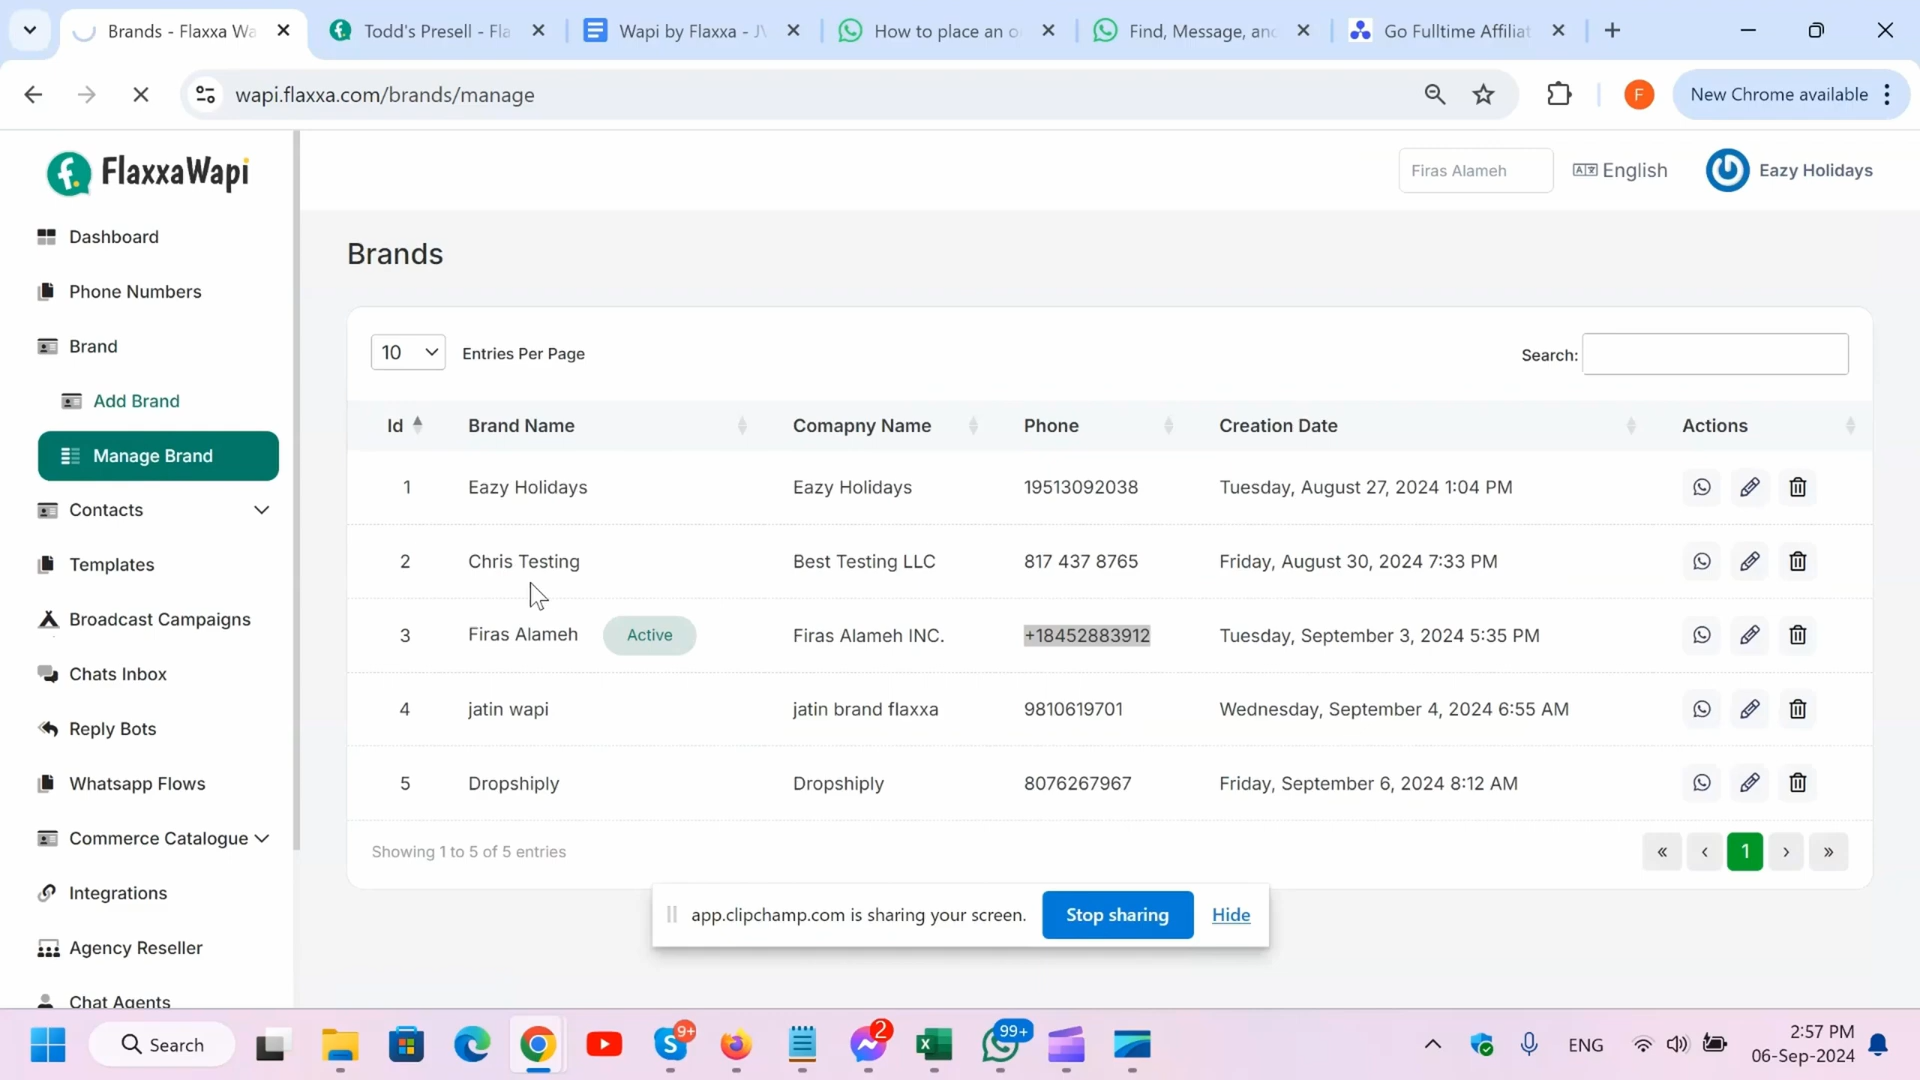 Brands - Flaxxa Wa
Todd's Presell - Fla
Wapi by Flaxxa - JV
How to place an o
Find, Message, and
Go Fulltime Affiliat
wapi.flaxxa.com/brands/manage
F
New Chrome available
f.
FlaxxaWapi
Firas Alameh
English
Eazy Holidays
Dashboard
Phone Numbers
Brand
Add Brand
Manage Brand
Contacts
Templates
Broadcast Campaigns
Chats Inbox
Reply Bots
Whatsapp Flows
Commerce Catalogue
Integrations
Agency Reseller
Chat Agents
Brands
10 Entries Per Page
Search:
Id Brand Name Comapny Name Phone Creation Date Actions
1 Eazy Holidays Eazy Holidays 19513092038 Tuesday, August 27, 2024 1:04 PM
2 Chris Testing Best Testing LLC 817 437 8765 Friday, August 30, 2024 7:33 PM
3 Firas Alameh Active Firas Alameh INC. +18452883912 Tuesday, September 3, 2024 5:35 PM
4 jatin wapi jatin brand flaxxa 9810619701 Wednesday, September 4, 2024 6:55 AM
5 Dropshiply Dropshiply 8076267967 Friday, September 6, 2024 8:12 AM
Showing 1 to 5 of 5 entries
« ‹ 1 › »
app.clipchamp.com is sharing your screen. Stop sharing Hide
Search
9+
2
99+
ENG
2:57 PM
06-Sep-2024